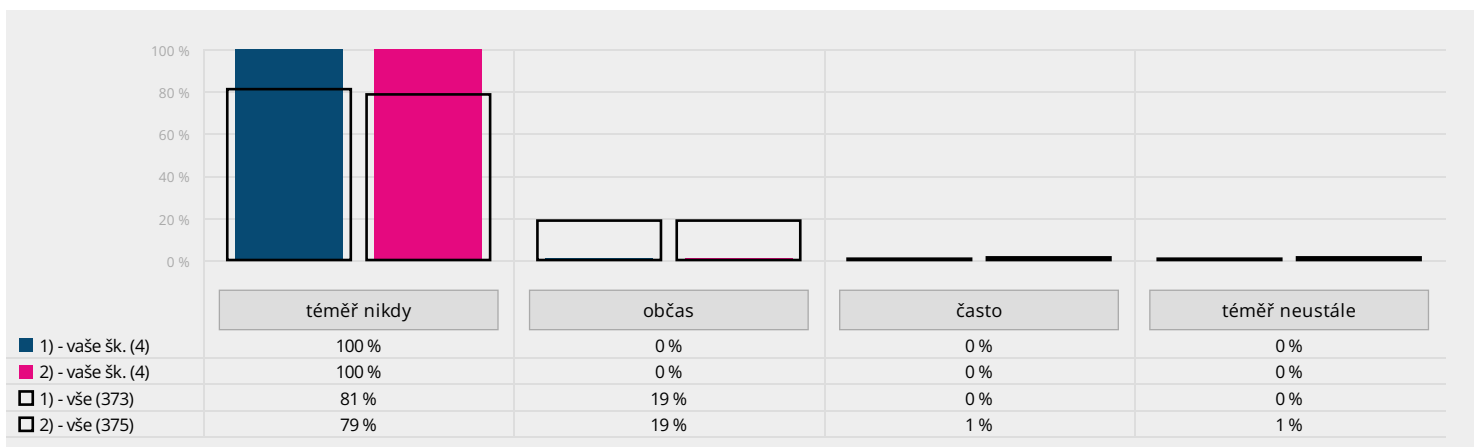 100 %
80 %
60 %
40 %
20 %
0 %
téměř nikdy občas často téměř neustále
1) - vaše šk. (4) 100 % 0 % 0 % 0 %
2) - vaše šk. (4) 100 % 0 % 0 % 0 %
1) - vše (373) 81 % 19 % 0 % 0 %
2) - vše (375) 79 % 19 % 1 % 1 %